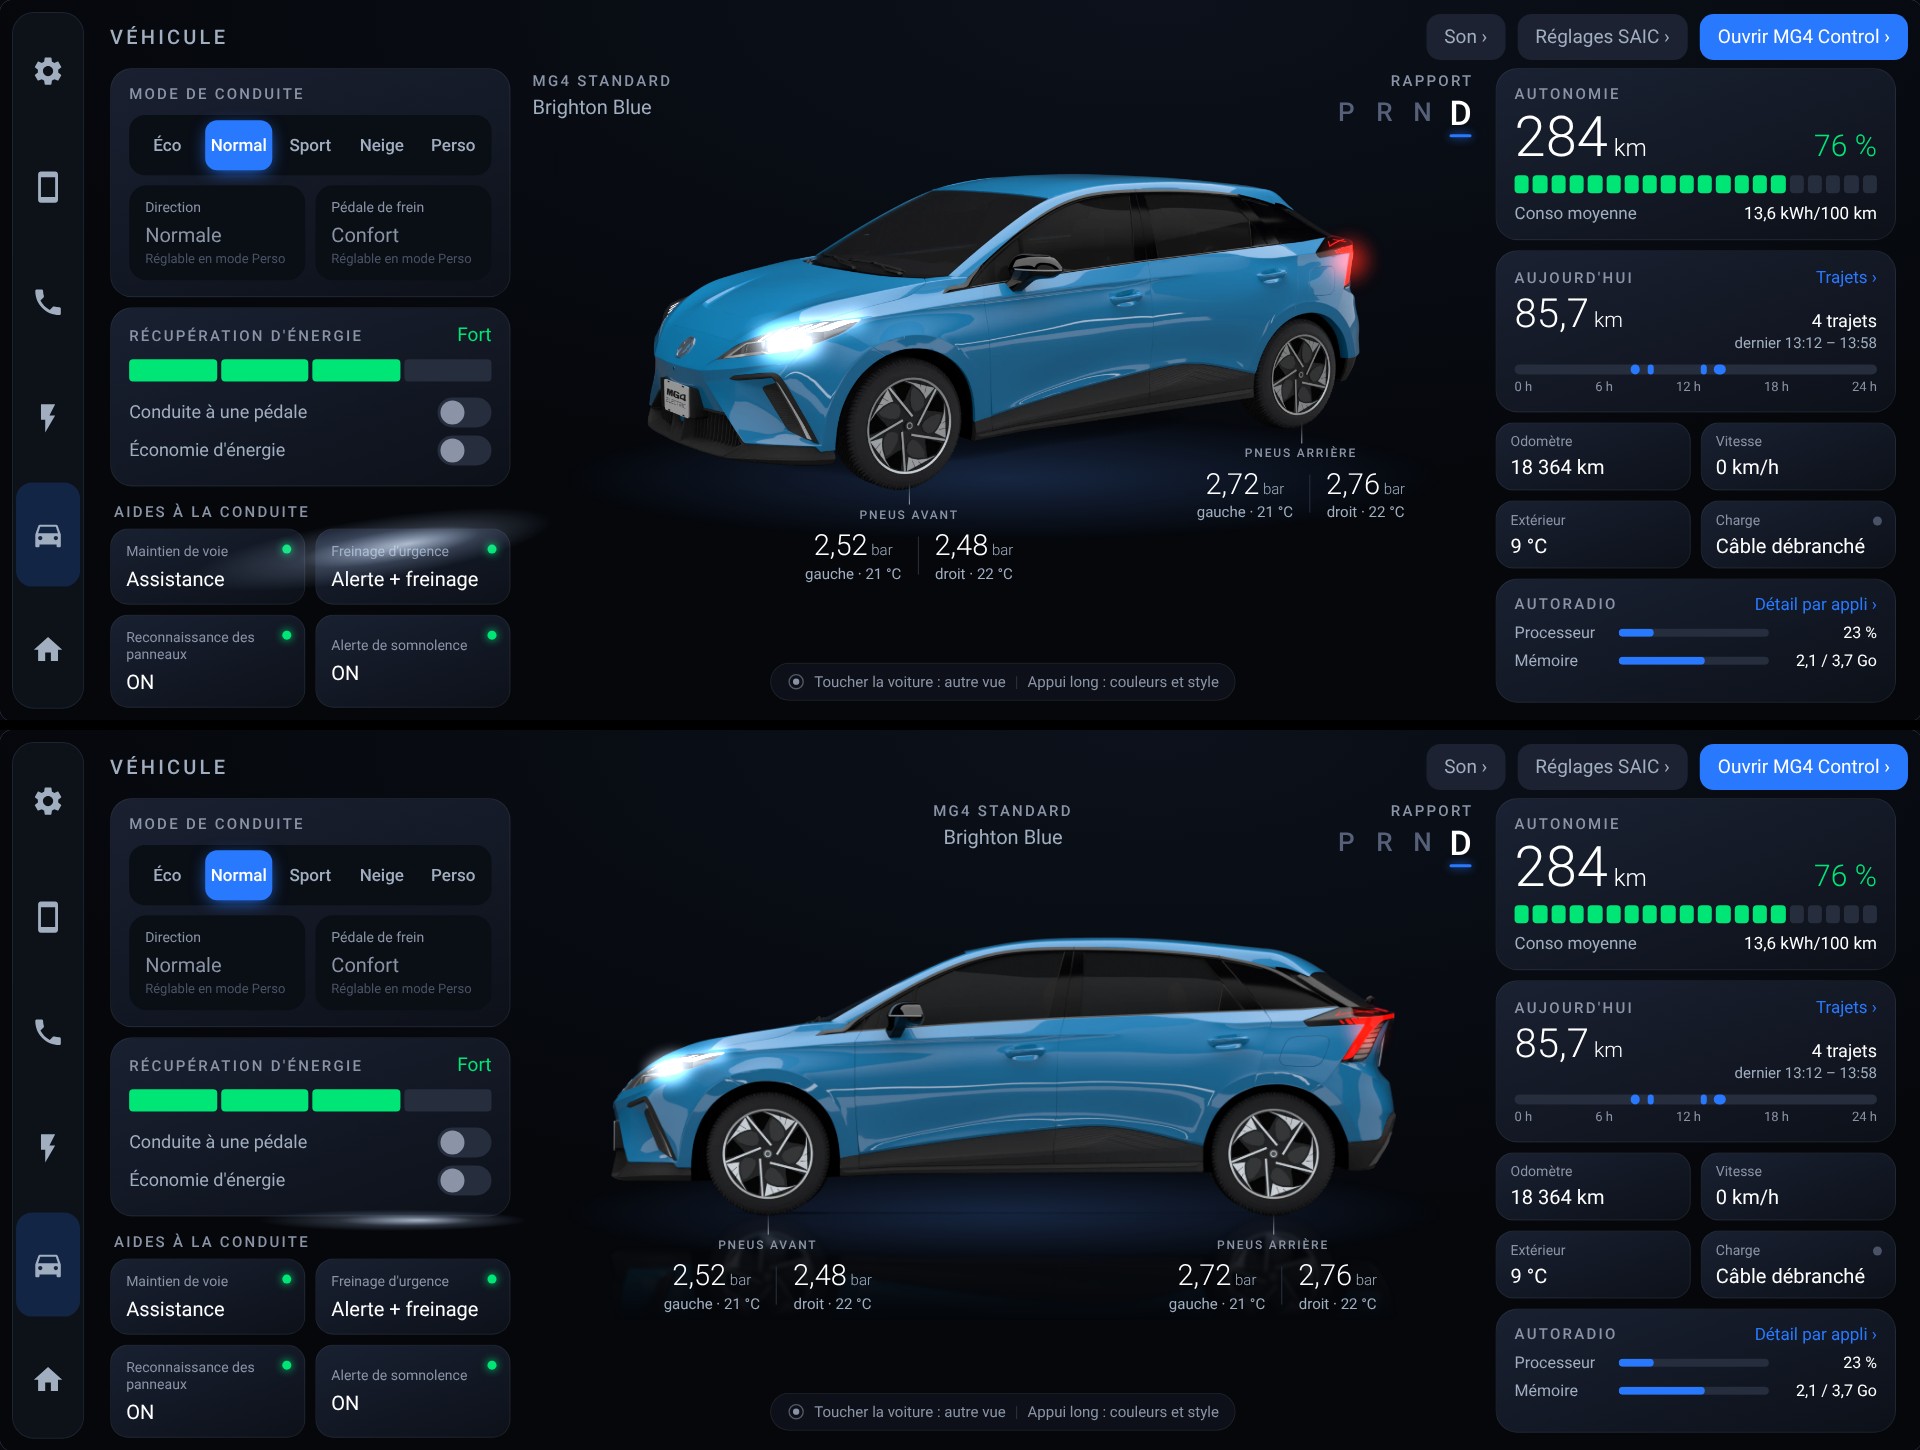 VÉHICULE
Son ›
Réglages SAIC ›
Ouvrir MG4 Control ›
MODE DE CONDUITE
Éco Normal Sport Neige Perso
Direction
Normale
Réglable en mode Perso
Pédale de frein
Confort
Réglable en mode Perso
RÉCUPÉRATION D'ÉNERGIE Fort
Conduite à une pédale
Économie d'énergie
AIDES À LA CONDUITE
Maintien de voie
Assistance
Freinage d'urgence
Alerte + freinage
Reconnaissance des
panneaux
ON
Alerte de somnolence
ON
MG4 STANDARD
Brighton Blue
RAPPORT
P R N D
MG4
PNEUS AVANT
2,52 bar 2,48 bar
gauche · 21 °C droit · 22 °C
PNEUS ARRIÈRE
2,72 bar 2,76 bar
gauche · 21 °C droit · 22 °C
Toucher la voiture : autre vue Appui long : couleurs et style
AUTONOMIE
284 km 76 %
Conso moyenne 13,6 kWh/100 km
AUJOURD'HUI Trajets ›
85,7 km 4 trajets
dernier 13:12 – 13:58
0 h 6 h 12 h 18 h 24 h
Odomètre
18 364 km
Vitesse
0 km/h
Extérieur
9 °C
Charge
Câble débranché
AUTORADIO Détail par appli ›
Processeur 23 %
Mémoire 2,1 / 3,7 Go
VÉHICULE
Son ›
Réglages SAIC ›
Ouvrir MG4 Control ›
MODE DE CONDUITE
Éco Normal Sport Neige Perso
Direction
Normale
Réglable en mode Perso
Pédale de frein
Confort
Réglable en mode Perso
RÉCUPÉRATION D'ÉNERGIE Fort
Conduite à une pédale
Économie d'énergie
AIDES À LA CONDUITE
Maintien de voie
Assistance
Freinage d'urgence
Alerte + freinage
Reconnaissance des
panneaux
ON
Alerte de somnolence
ON
MG4 STANDARD
Brighton Blue
RAPPORT
P R N D
PNEUS AVANT
2,52 bar 2,48 bar
gauche · 21 °C droit · 22 °C
PNEUS ARRIÈRE
2,72 bar 2,76 bar
gauche · 21 °C droit · 22 °C
Toucher la voiture : autre vue Appui long : couleurs et style
AUTONOMIE
284 km 76 %
Conso moyenne 13,6 kWh/100 km
AUJOURD'HUI Trajets ›
85,7 km 4 trajets
dernier 13:12 – 13:58
0 h 6 h 12 h 18 h 24 h
Odomètre
18 364 km
Vitesse
0 km/h
Extérieur
9 °C
Charge
Câble débranché
AUTORADIO Détail par appli ›
Processeur 23 %
Mémoire 2,1 / 3,7 Go